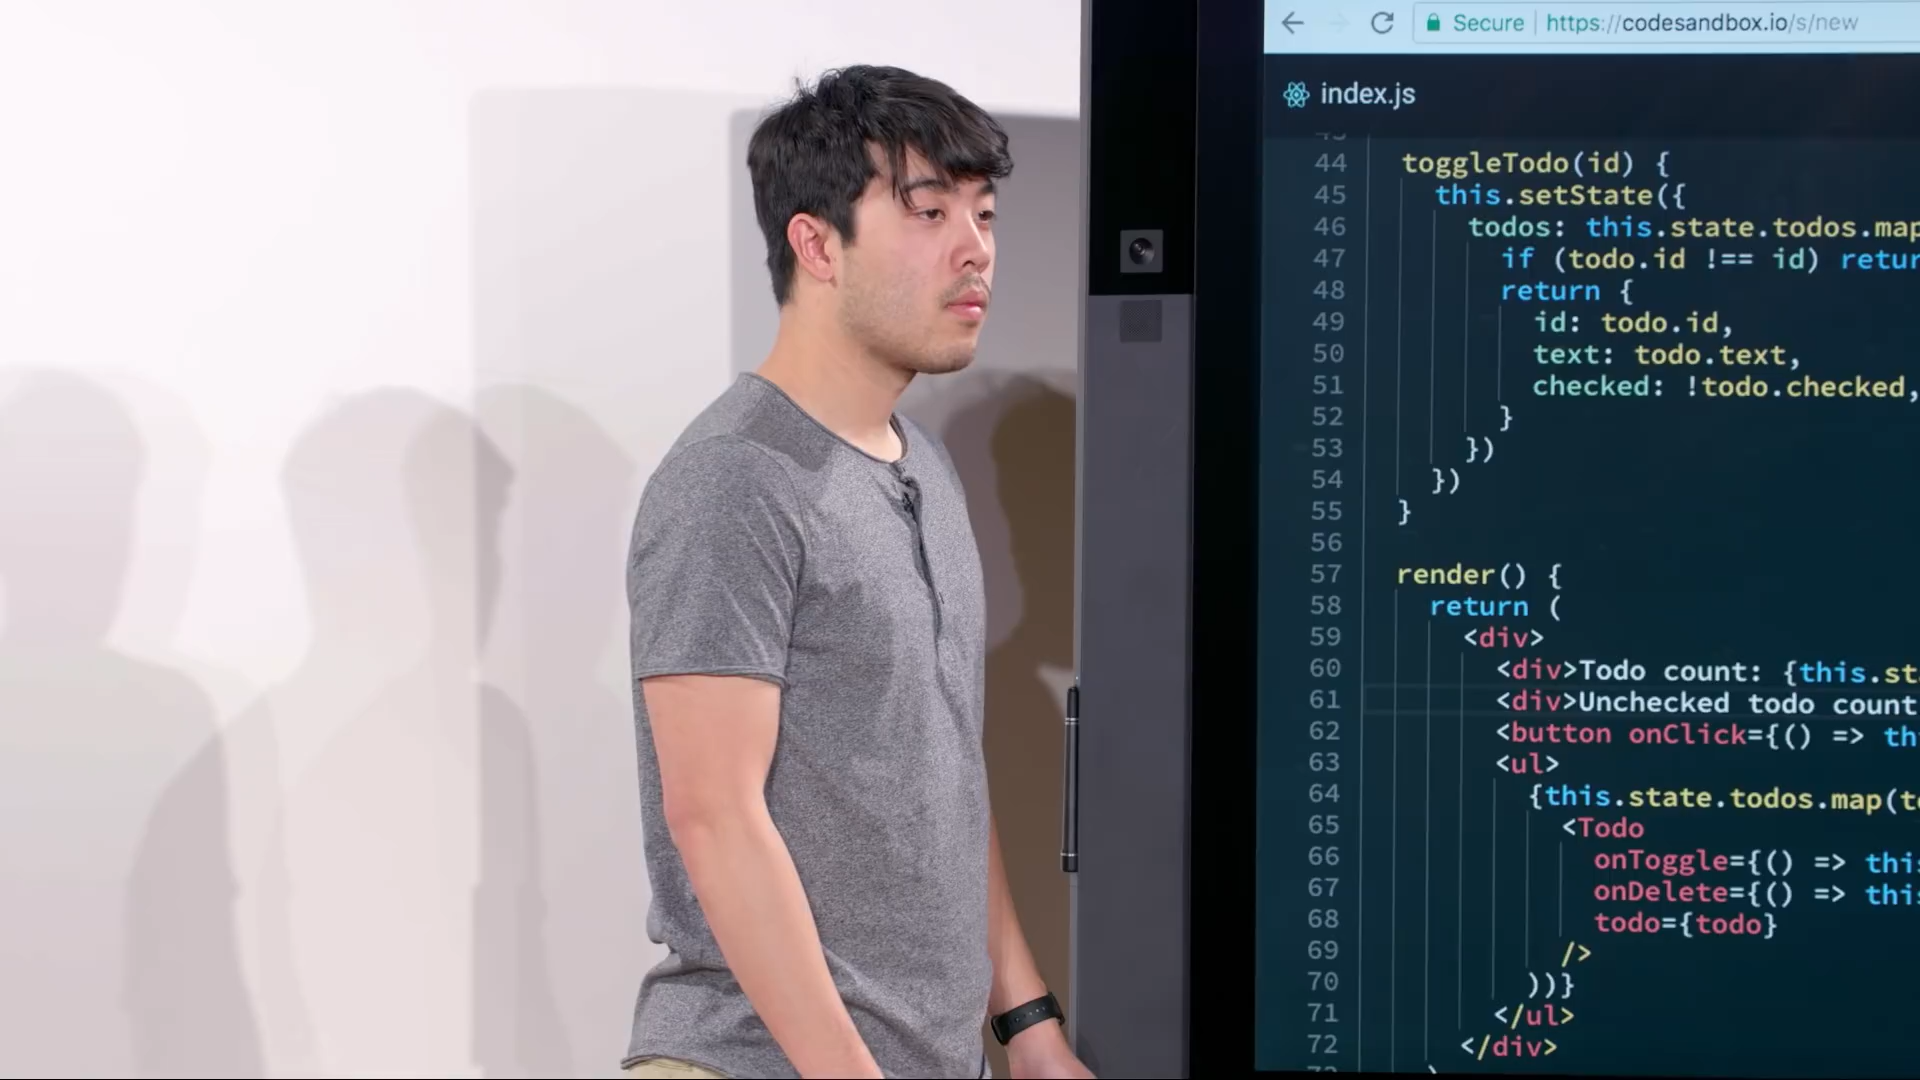 Secure https://codesandbox.io/s/new
index.js
44 toggleTodo(id) {
45 this.setState({
46 todos: this.state.todos.map
47 if (todo.id !== id) retur
48 return {
49 id: todo.id,
50 text: todo.text,
51 checked: !todo.checked,
52 }
53 })
54 })
55 }
56
57 render() {
58 return (
59 <div>
60 <div>Todo count: {this.st
61 <div>Unchecked todo count
62 <button onClick={() => th
63 <ul>
64 {this.state.todos.map(t
65 <Todo
66 onToggle={() => this
67 onDelete={() => this
68 todo={todo}
69 />
70 ))}
71 </ul>
72 </div>